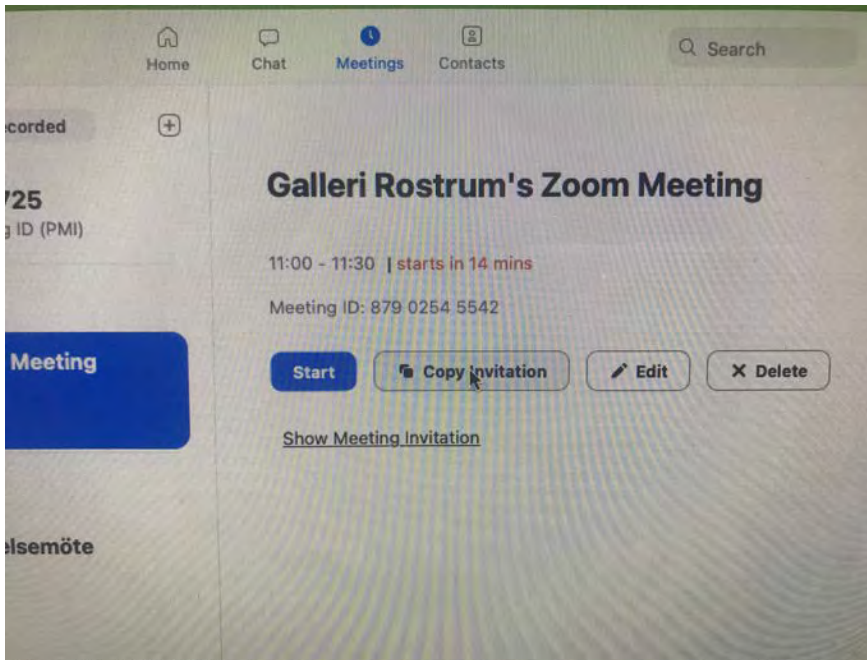 Home Chat Meetings Contacts
Search
corded
725
ID (PMI)
Meeting
elsemöte
Galleri Rostrum's Zoom Meeting
11:00 - 11:30 | starts in 14 mins
Meeting ID: 879 0254 5542
Start Copy Invitation Edit Delete
Show Meeting Invitation